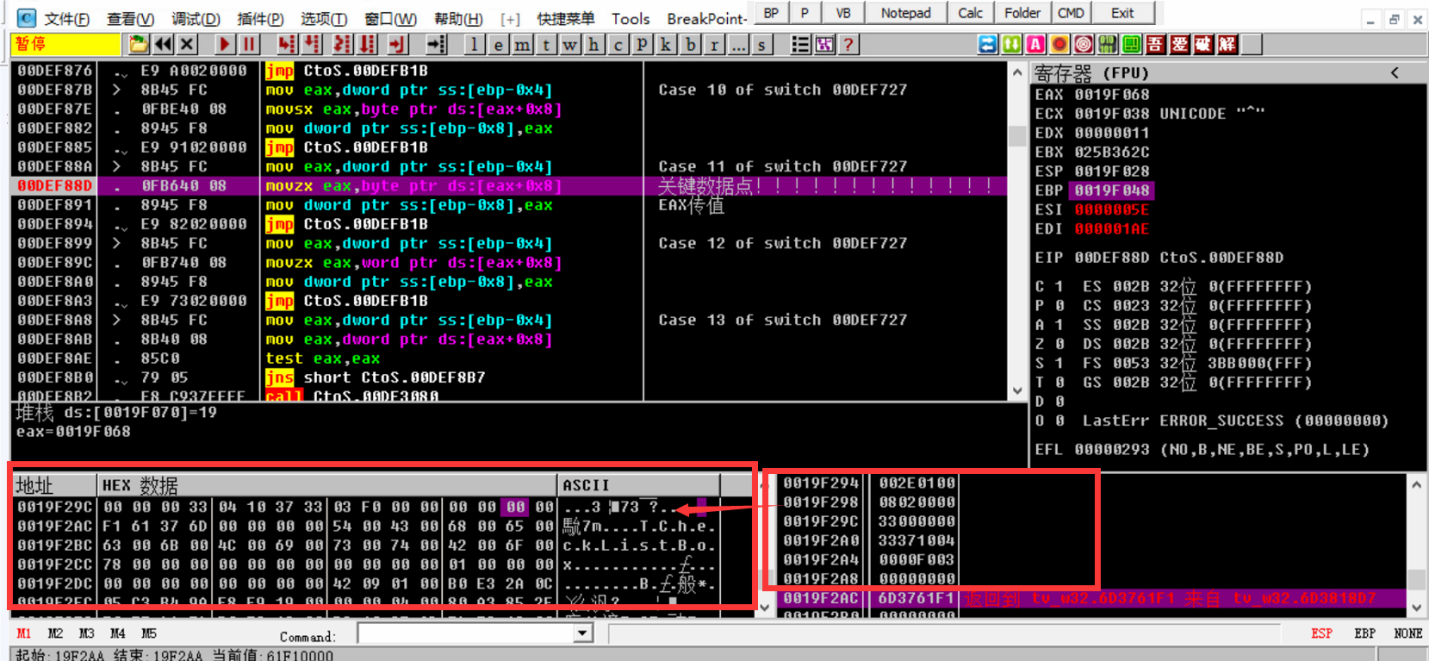 文件(F) 查看(V) 调试(D) 插件(P) 选项(T) 窗口(W) 帮助(H) [+] 快捷菜单 Tools BreakPoint- BP P VB Notepad Calc Folder CMD Exit
暂停 l e m t w h c p k b r ... s ? A 吾 爱 破 解
00DEF876 . E9 A0020000 jmp CtoS.00DEFB1B
00DEF87B > 8B45 FC mov eax,dword ptr ss:[ebp-0x4] Case 10 of switch 00DEF727
00DEF87E . 0FBE40 08 movsx eax,byte ptr ds:[eax+0x8]
00DEF882 . 8945 F8 mov dword ptr ss:[ebp-0x8],eax
00DEF885 . E9 91020000 jmp CtoS.00DEFB1B
00DEF88A > 8B45 FC mov eax,dword ptr ss:[ebp-0x4] Case 11 of switch 00DEF727
00DEF88D . 0FB640 08 movzx eax,byte ptr ds:[eax+0x8] 关键数据点!!!!!!!!!!!!!
00DEF891 . 8945 F8 mov dword ptr ss:[ebp-0x8],eax EAX传值
00DEF894 . E9 82020000 jmp CtoS.00DEFB1B
00DEF899 > 8B45 FC mov eax,dword ptr ss:[ebp-0x4] Case 12 of switch 00DEF727
00DEF89C . 0FB740 08 movzx eax,word ptr ds:[eax+0x8]
00DEF8A0 . 8945 F8 mov dword ptr ss:[ebp-0x8],eax
00DEF8A3 . E9 73020000 jmp CtoS.00DEFB1B
00DEF8A8 > 8B45 FC mov eax,dword ptr ss:[ebp-0x4] Case 13 of switch 00DEF727
00DEF8AB . 8B40 08 mov eax,dword ptr ds:[eax+0x8]
00DEF8AE . 85C0 test eax,eax
00DEF8B0 . 79 05 jns short CtoS.00DEF8B7
00DEF8B2 . E8 C937FFFF call CtoS.00DE3080
堆栈 ds:[0019F070]=19
eax=0019F068
寄存器 (FPU) <
EAX 0019F068
ECX 0019F038 UNICODE "^"
EDX 00000011
EBX 025B362C
ESP 0019F028
EBP 0019F048
ESI 0000005E
EDI 000001AE
EIP 00DEF88D CtoS.00DEF88D
C 1 ES 002B 32位 0(FFFFFFFF)
P 0 CS 0023 32位 0(FFFFFFFF)
A 1 SS 002B 32位 0(FFFFFFFF)
Z 0 DS 002B 32位 0(FFFFFFFF)
S 1 FS 0053 32位 3BB000(FFF)
T 0 GS 002B 32位 0(FFFFFFFF)
D 0
O 0 LastErr ERROR_SUCCESS (00000000)
EFL 00000293 (NO,B,NE,BE,S,PO,L,LE)
地址 HEX 数据 ASCII
0019F29C 00 00 00 33 04 10 37 33 03 F0 00 00 00 00 00 00
0019F2AC F1 61 37 6D 00 00 00 00 54 00 43 00 68 00 65 00 駋7m....T.C.h.e.
0019F2BC 63 00 6B 00 4C 00 69 00 73 00 74 00 42 00 6F 00 c.k.L.i.s.t.B.o.
0019F2CC 78 00 00 00 00 00 00 00 00 00 00 00 01 00 00 00
0019F2DC 00 00 00 00 00 00 00 00 42 09 01 00 B0 E3 2A 0C
0019F294 002E0100
0019F298 08020000
0019F29C 33000000
0019F2A0 33371004
0019F2A4 0000F003
0019F2A8 00000000
0019F2AC 6D3761F1 返回到 tv_w32.6D3761F1 来自 tv_w32.6D3818D7
0019F2B0 00000000
M1 M2 M3 M4 M5 Command: ESP EBP NONE
起始:19F2AA 结束:19F2AA 当前值:61F10000